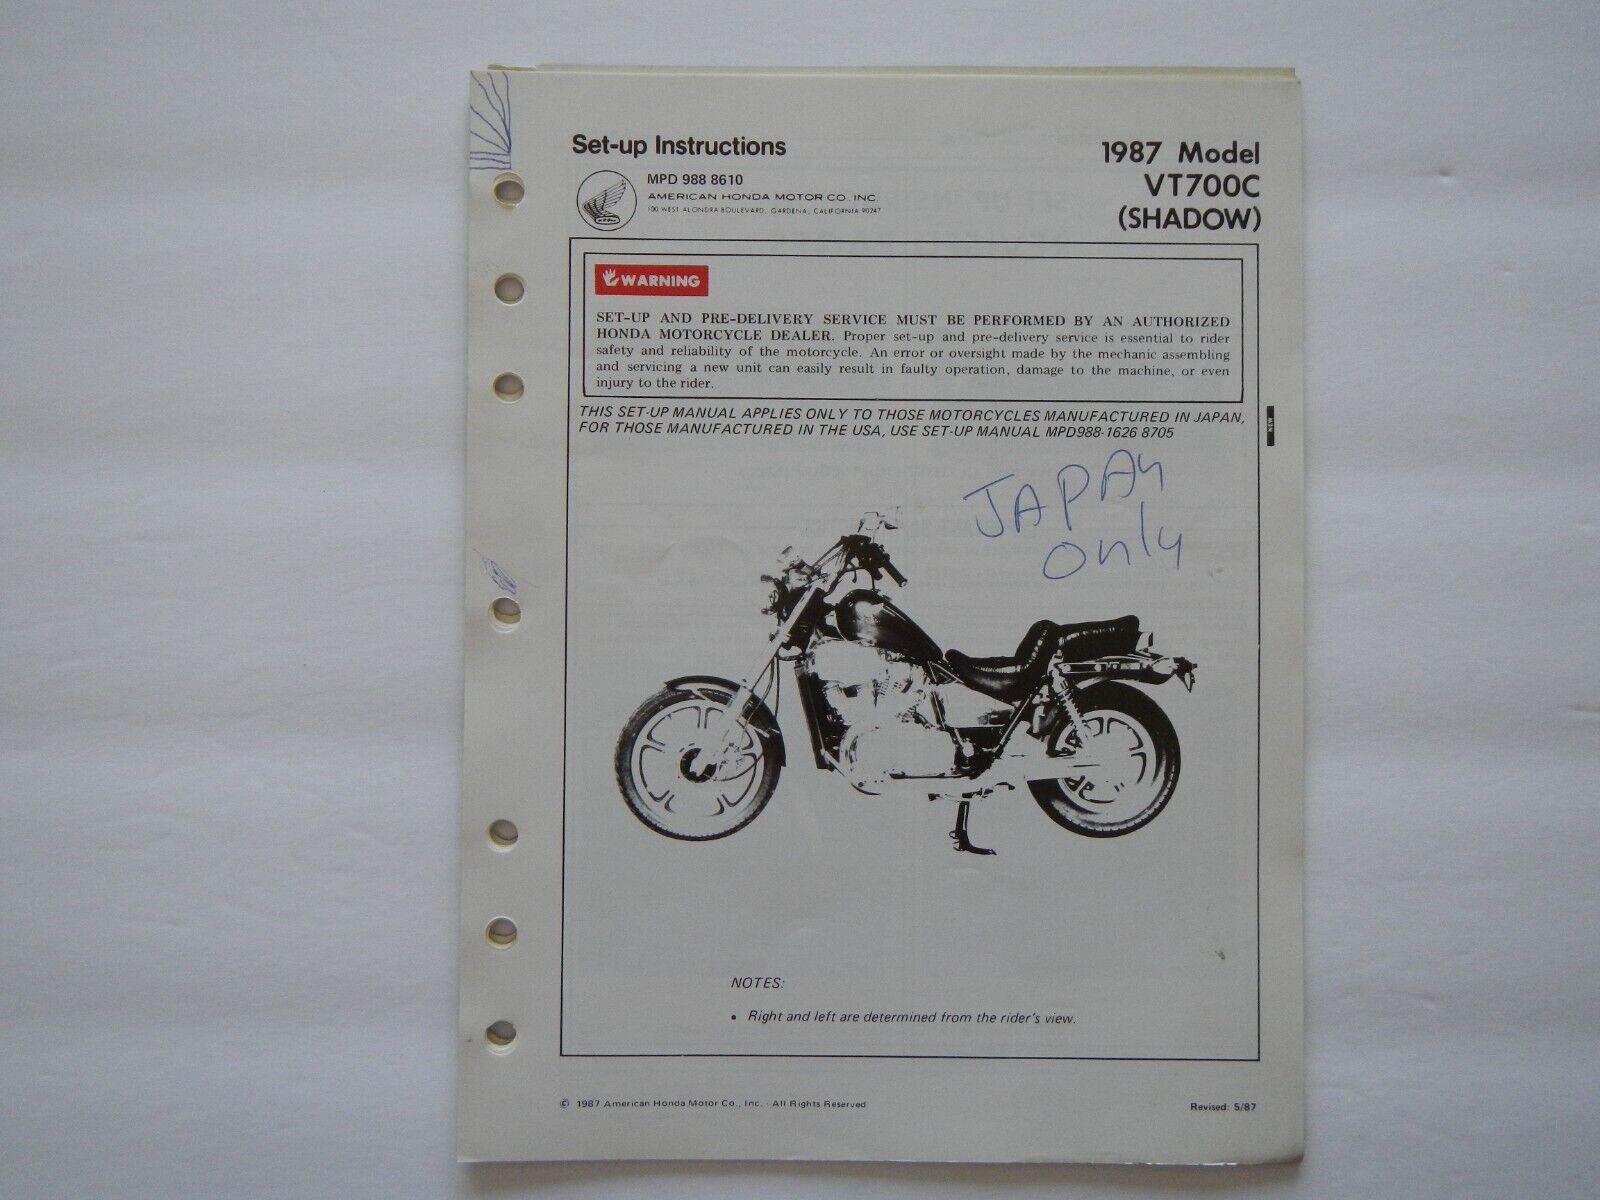 Set-up Instructions
MPD 988 8610
AMERICAN HONDA MOTOR CO., INC.
100 WEST ALONDRA BOULEVARD, GARDENA, CALIFORNIA 90247
1987 Model
VT700C
(SHADOW)
WARNING
SET-UP AND PRE-DELIVERY SERVICE MUST BE PERFORMED BY AN AUTHORIZED
HONDA MOTORCYCLE DEALER. Proper set-up and pre-delivery service is essential to rider
safety and reliability of the motorcycle. An error or oversight made by the mechanic assembling
and servicing a new unit can easily result in faulty operation, damage to the machine, or even
injury to the rider.
THIS SET-UP MANUAL APPLIES ONLY TO THOSE MOTORCYCLES MANUFACTURED IN JAPAN,
FOR THOSE MANUFACTURED IN THE USA, USE SET-UP MANUAL MPD988-1626 8705
NEW
JAPAN
only
NOTES:
• Right and left are determined from the rider's view.
© 1987 American Honda Motor Co., Inc. - All Rights Reserved
Revised: 5/87